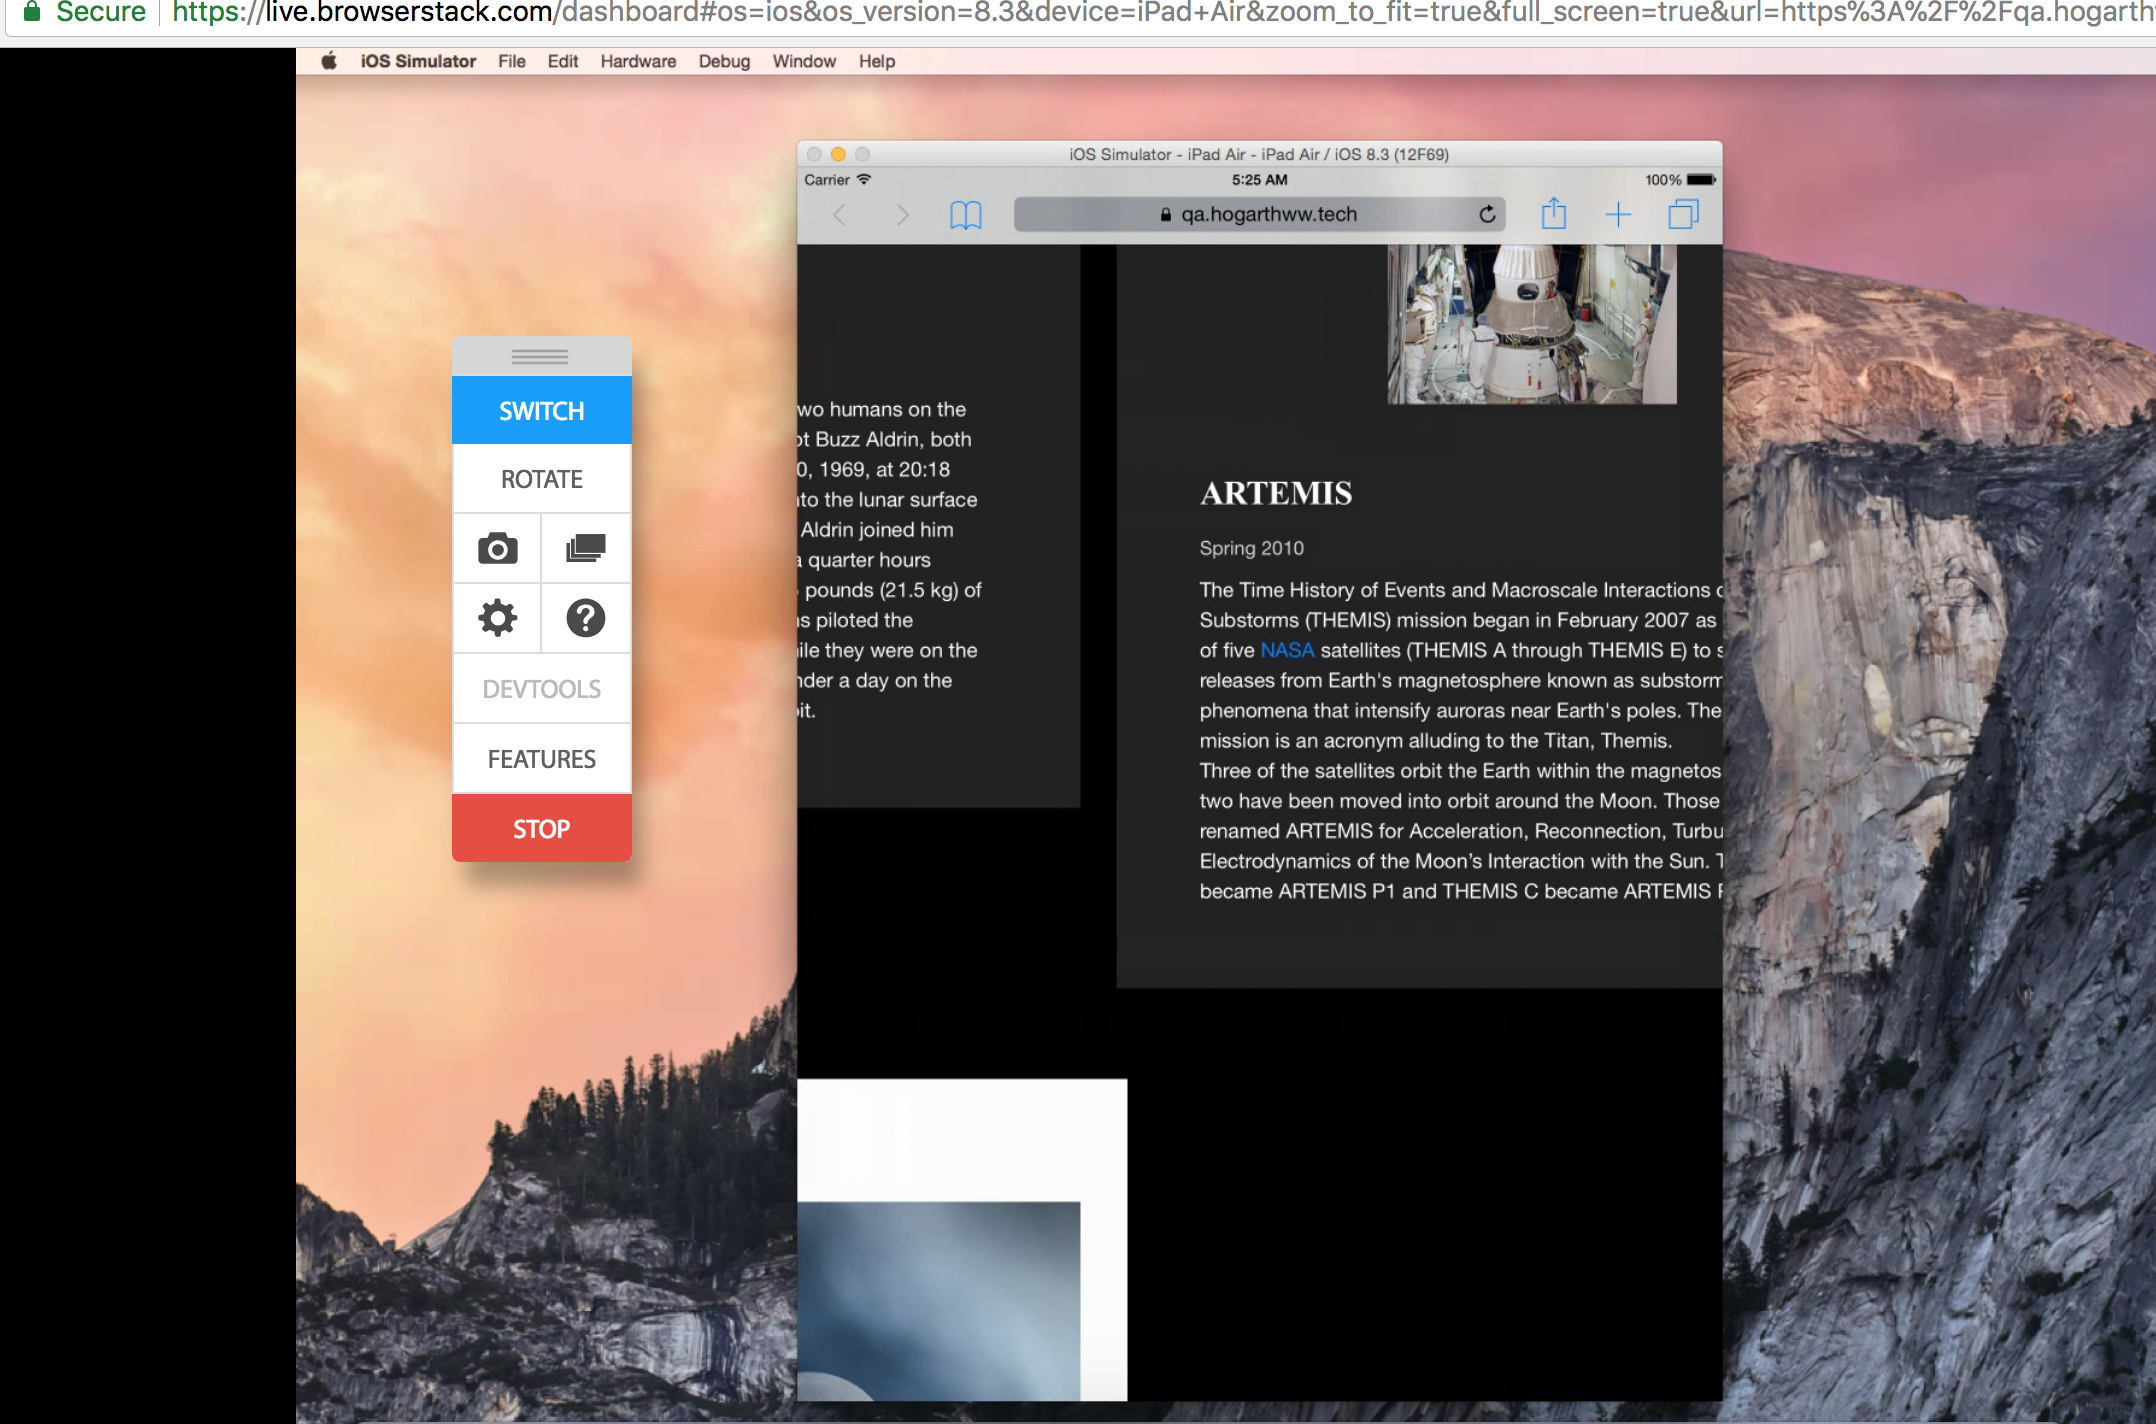 Secure https://live.browserstack.com/dashboard#os=ios&os_version=8.3&device=iPad+Air&zoom_to_fit=true&full_screen=true&url=https%3A%2F%2Fqa.hogarth
iOS Simulator File Edit Hardware Debug Window Help
iOS Simulator - iPad Air - iPad Air / iOS 8.3 (12F69)
Carrier 5:25 AM 100%
qa.hogarthww.tech
SWITCH
ROTATE
?
DEVTOOLS
FEATURES
STOP
wo humans on the
Buzz Aldrin, both
0, 1969, at 20:18
to the lunar surface
Aldrin joined him
a quarter hours
pounds (21.5 kg) of
s piloted the
ile they were on the
nder a day on the
it.
ARTEMIS
Spring 2010
The Time History of Events and Macroscale Interactions
Substorms (THEMIS) mission began in February 2007 as
of five NASA satellites (THEMIS A through THEMIS E) to s
releases from Earth's magnetosphere known as substorm
phenomena that intensify auroras near Earth's poles. The
mission is an acronym alluding to the Titan, Themis.
Three of the satellites orbit the Earth within the magnetos
two have been moved into orbit around the Moon. Those
renamed ARTEMIS for Acceleration, Reconnection, Turbu
Electrodynamics of the Moon’s Interaction with the Sun. T
became ARTEMIS P1 and THEMIS C became ARTEMIS P